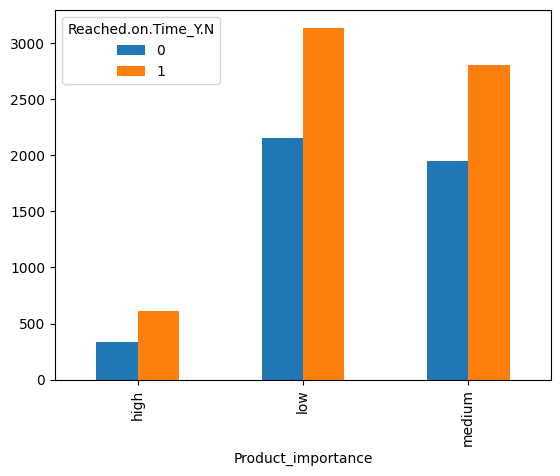 Reached.on.Time_Y.N
0
1
3000
2500
2000
1500
1000
500
0
high
low
medium
Product_importance